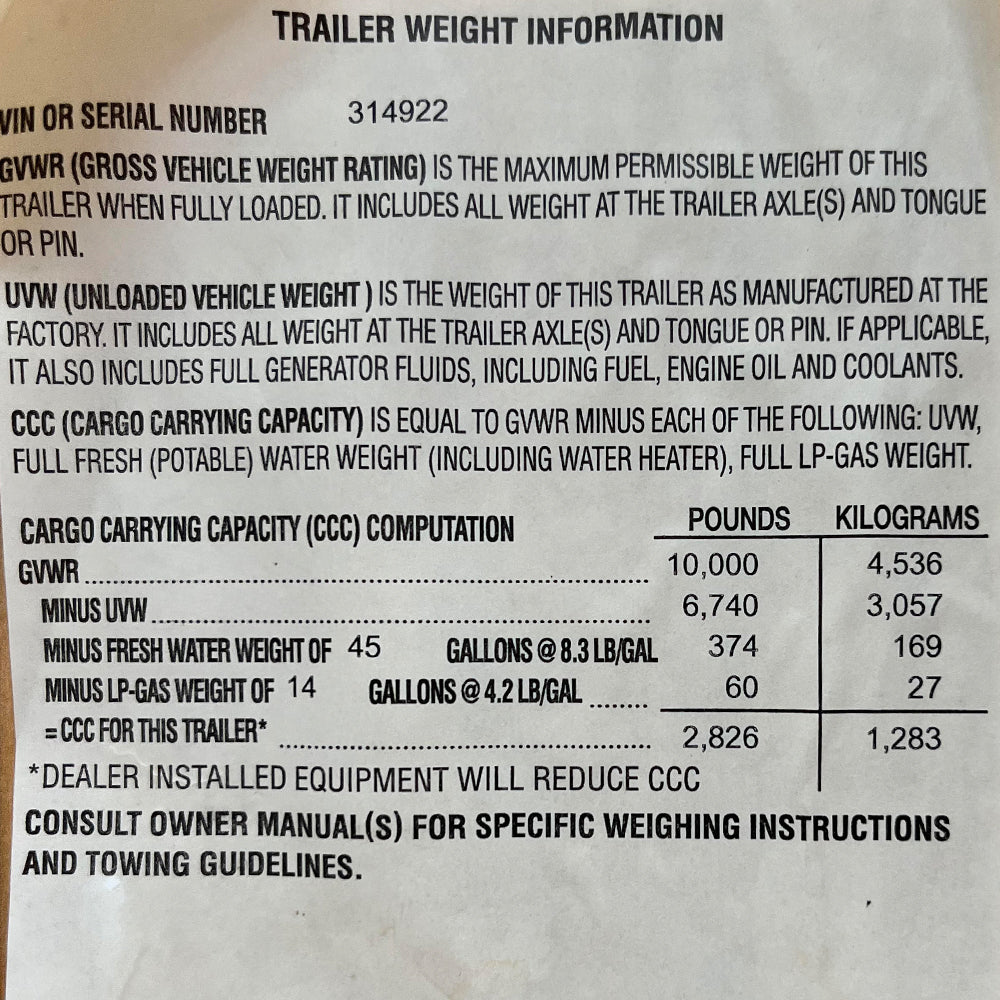 TRAILER WEIGHT INFORMATION
VIN OR SERIAL NUMBER 314922
GVWR (GROSS VEHICLE WEIGHT RATING) IS THE MAXIMUM PERMISSIBLE WEIGHT OF THIS
TRAILER WHEN FULLY LOADED. IT INCLUDES ALL WEIGHT AT THE TRAILER AXLE(S) AND TONGUE
OR PIN.
UVW (UNLOADED VEHICLE WEIGHT ) IS THE WEIGHT OF THIS TRAILER AS MANUFACTURED AT THE
FACTORY. IT INCLUDES ALL WEIGHT AT THE TRAILER AXLE(S) AND TONGUE OR PIN. IF APPLICABLE,
IT ALSO INCLUDES FULL GENERATOR FLUIDS, INCLUDING FUEL, ENGINE OIL AND COOLANTS.
CCC (CARGO CARRYING CAPACITY) IS EQUAL TO GVWR MINUS EACH OF THE FOLLOWING: UVW,
FULL FRESH (POTABLE) WATER WEIGHT (INCLUDING WATER HEATER), FULL LP-GAS WEIGHT.
CARGO CARRYING CAPACITY (CCC) COMPUTATION POUNDS KILOGRAMS
GVWR ........ 10,000 4,536
MINUS UVW ........ 6,740 3,057
MINUS FRESH WATER WEIGHT OF 45 GALLONS @ 8.3 LB/GAL 374 169
MINUS LP-GAS WEIGHT OF 14 GALLONS @ 4.2 LB/GAL ........ 60 27
= CCC FOR THIS TRAILER* ........ 2,826 1,283
*DEALER INSTALLED EQUIPMENT WILL REDUCE CCC
CONSULT OWNER MANUAL(S) FOR SPECIFIC WEIGHING INSTRUCTIONS
AND TOWING GUIDELINES.